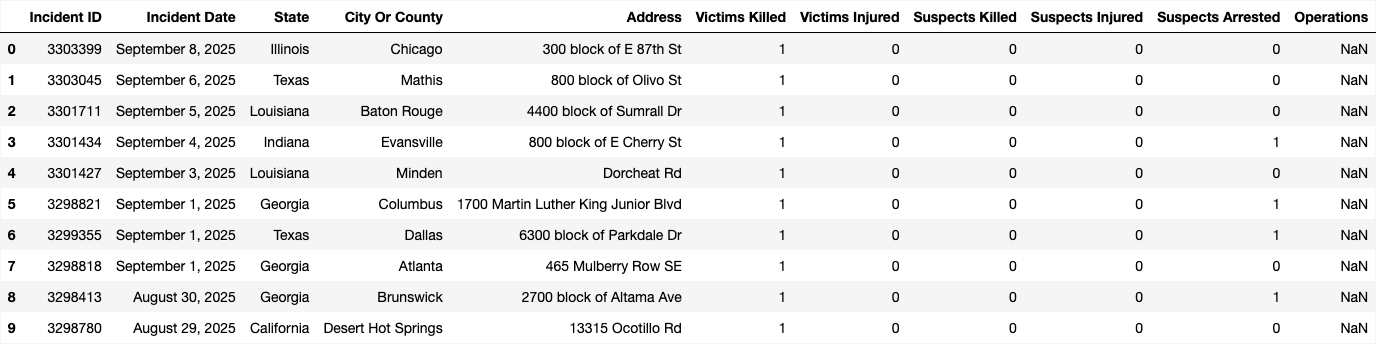 Incident ID Incident Date State City Or County Address Victims Killed Victims Injured Suspects Killed Suspects Injured Suspects Arrested Operations
0 3303399 September 8, 2025 Illinois Chicago 300 block of E 87th St 1 0 0 0 0 NaN
1 3303045 September 6, 2025 Texas Mathis 800 block of Olivo St 1 0 0 0 0 NaN
2 3301711 September 5, 2025 Louisiana Baton Rouge 4400 block of Sumrall Dr 1 0 0 0 0 NaN
3 3301434 September 4, 2025 Indiana Evansville 800 block of E Cherry St 1 0 0 0 1 NaN
4 3301427 September 3, 2025 Louisiana Minden Dorcheat Rd 1 0 0 0 0 NaN
5 3298821 September 1, 2025 Georgia Columbus 1700 Martin Luther King Junior Blvd 1 0 0 0 1 NaN
6 3299355 September 1, 2025 Texas Dallas 6300 block of Parkdale Dr 1 0 0 0 1 NaN
7 3298818 September 1, 2025 Georgia Atlanta 465 Mulberry Row SE 1 0 0 0 0 NaN
8 3298413 August 30, 2025 Georgia Brunswick 2700 block of Altama Ave 1 0 0 0 1 NaN
9 3298780 August 29, 2025 California Desert Hot Springs 13315 Ocotillo Rd 1 0 0 0 0 NaN